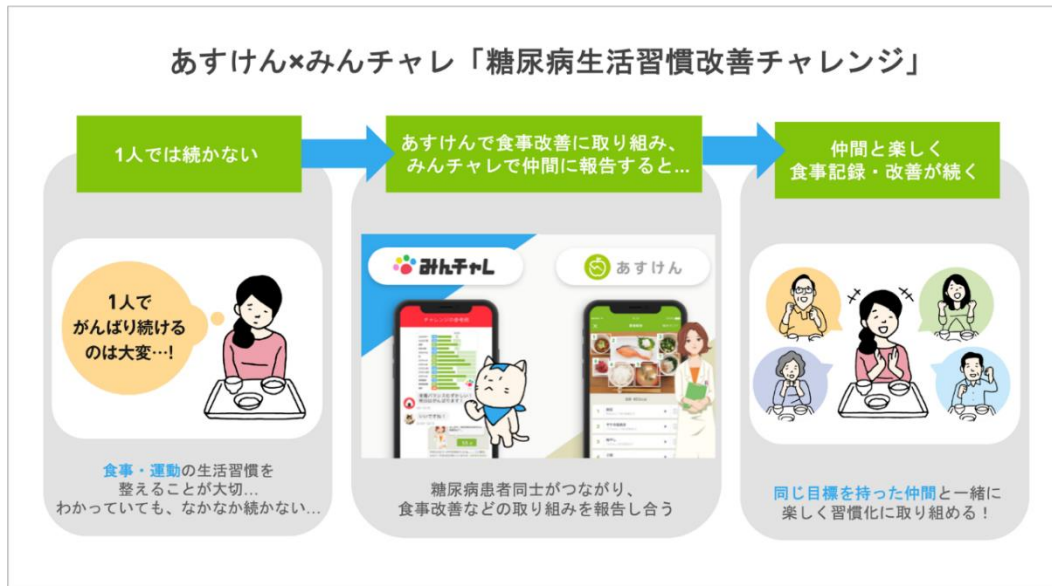 あすけん×みんチャレ「糖尿病生活習慣改善チャレンジ」
1人では続かない
1人で
がんばり続ける
のは大変…!
食事・運動の生活習慣を
整えることが大切…
わかっていても、なかなか続かない…
あすけんで食事改善に取り組み、
みんチャレで仲間に報告すると...
みんチャレ
あすけん
糖尿病患者同士がつながり、
食事改善などの取り組みを報告し合う
仲間と楽しく
食事記録・改善が続く
同じ目標を持った仲間と一緒に
楽しく習慣化に取り組める！